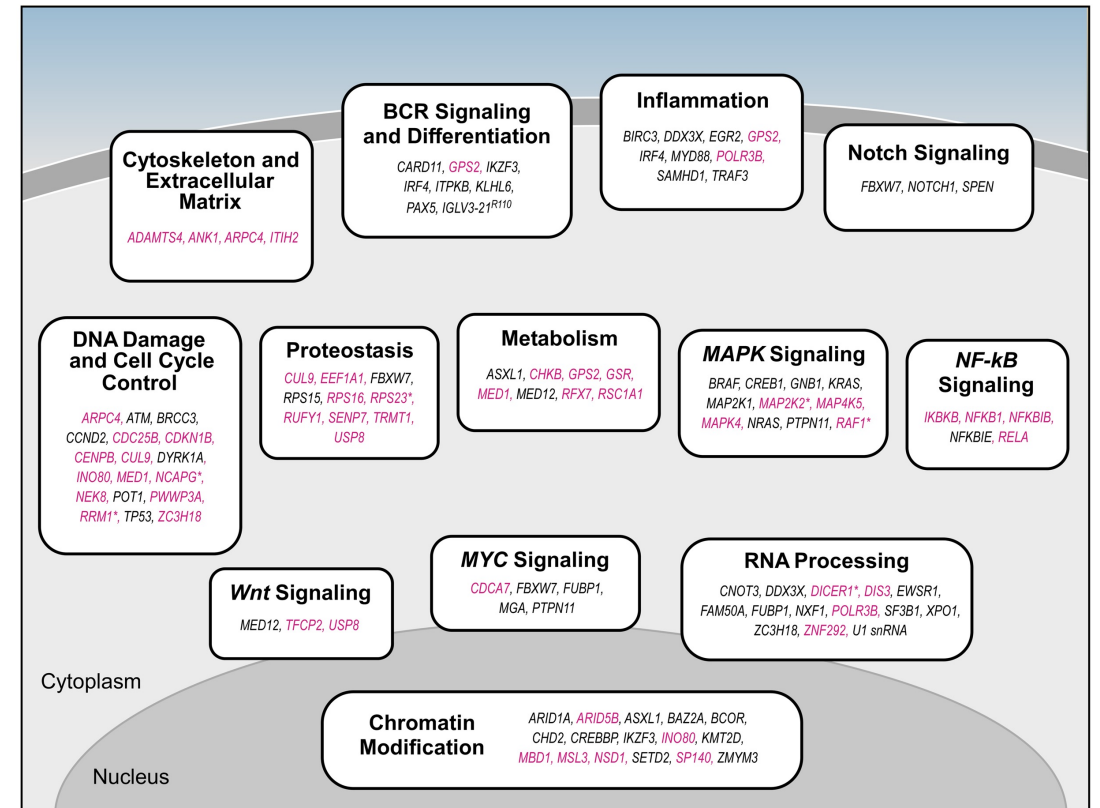 BCR Signaling
and Differentiation
CARD11, GPS2, IKZF3,
IRF4, ITPKB, KLHL6,
PAX5, IGLV3-21R110
Inflammation
BIRC3, DDX3X, EGR2, GPS2,
IRF4, MYD88, POLR3B,
SAMHD1, TRAF3
Cytoskeleton and
Extracellular
Matrix
ADAMTS4, ANK1, ARPC4, ITIH2
Notch Signaling
FBXW7, NOTCH1, SPEN
DNA Damage
and Cell Cycle
Control
ARPC4, ATM, BRCC3,
CCND2, CDC25B, CDKN1B,
CENPB, CUL9, DYRK1A,
INO80, MED1, NCAPG*,
NEK8, POT1, PWWP3A,
RRM1*, TP53, ZC3H18
Proteostasis
CUL9, EEF1A1, FBXW7,
RPS15, RPS16, RPS23*,
RUFY1, SENP7, TRMT1,
USP8
Metabolism
ASXL1, CHKB, GPS2, GSR,
MED1, MED12, RFX7, RSC1A1
MAPK Signaling
BRAF, CREB1, GNB1, KRAS,
MAP2K1, MAP2K2*, MAP4K5,
MAPK4, NRAS, PTPN11, RAF1*
NF-kB
Signaling
IKBKB, NFKB1, NFKBIB,
NFKBIE, RELA
Wnt Signaling
MED12, TFCP2, USP8
MYC Signaling
CDCA7, FBXW7, FUBP1,
MGA, PTPN11
RNA Processing
CNOT3, DDX3X, DICER1*, DIS3, EWSR1,
FAM50A, FUBP1, NXF1, POLR3B, SF3B1, XPO1,
ZC3H18, ZNF292, U1 snRNA
Cytoplasm
Chromatin
Modification
ARID1A, ARID5B, ASXL1, BAZ2A, BCOR,
CHD2, CREBBP, IKZF3, INO80, KMT2D,
MBD1, MSL3, NSD1, SETD2, SP140, ZMYM3
Nucleus